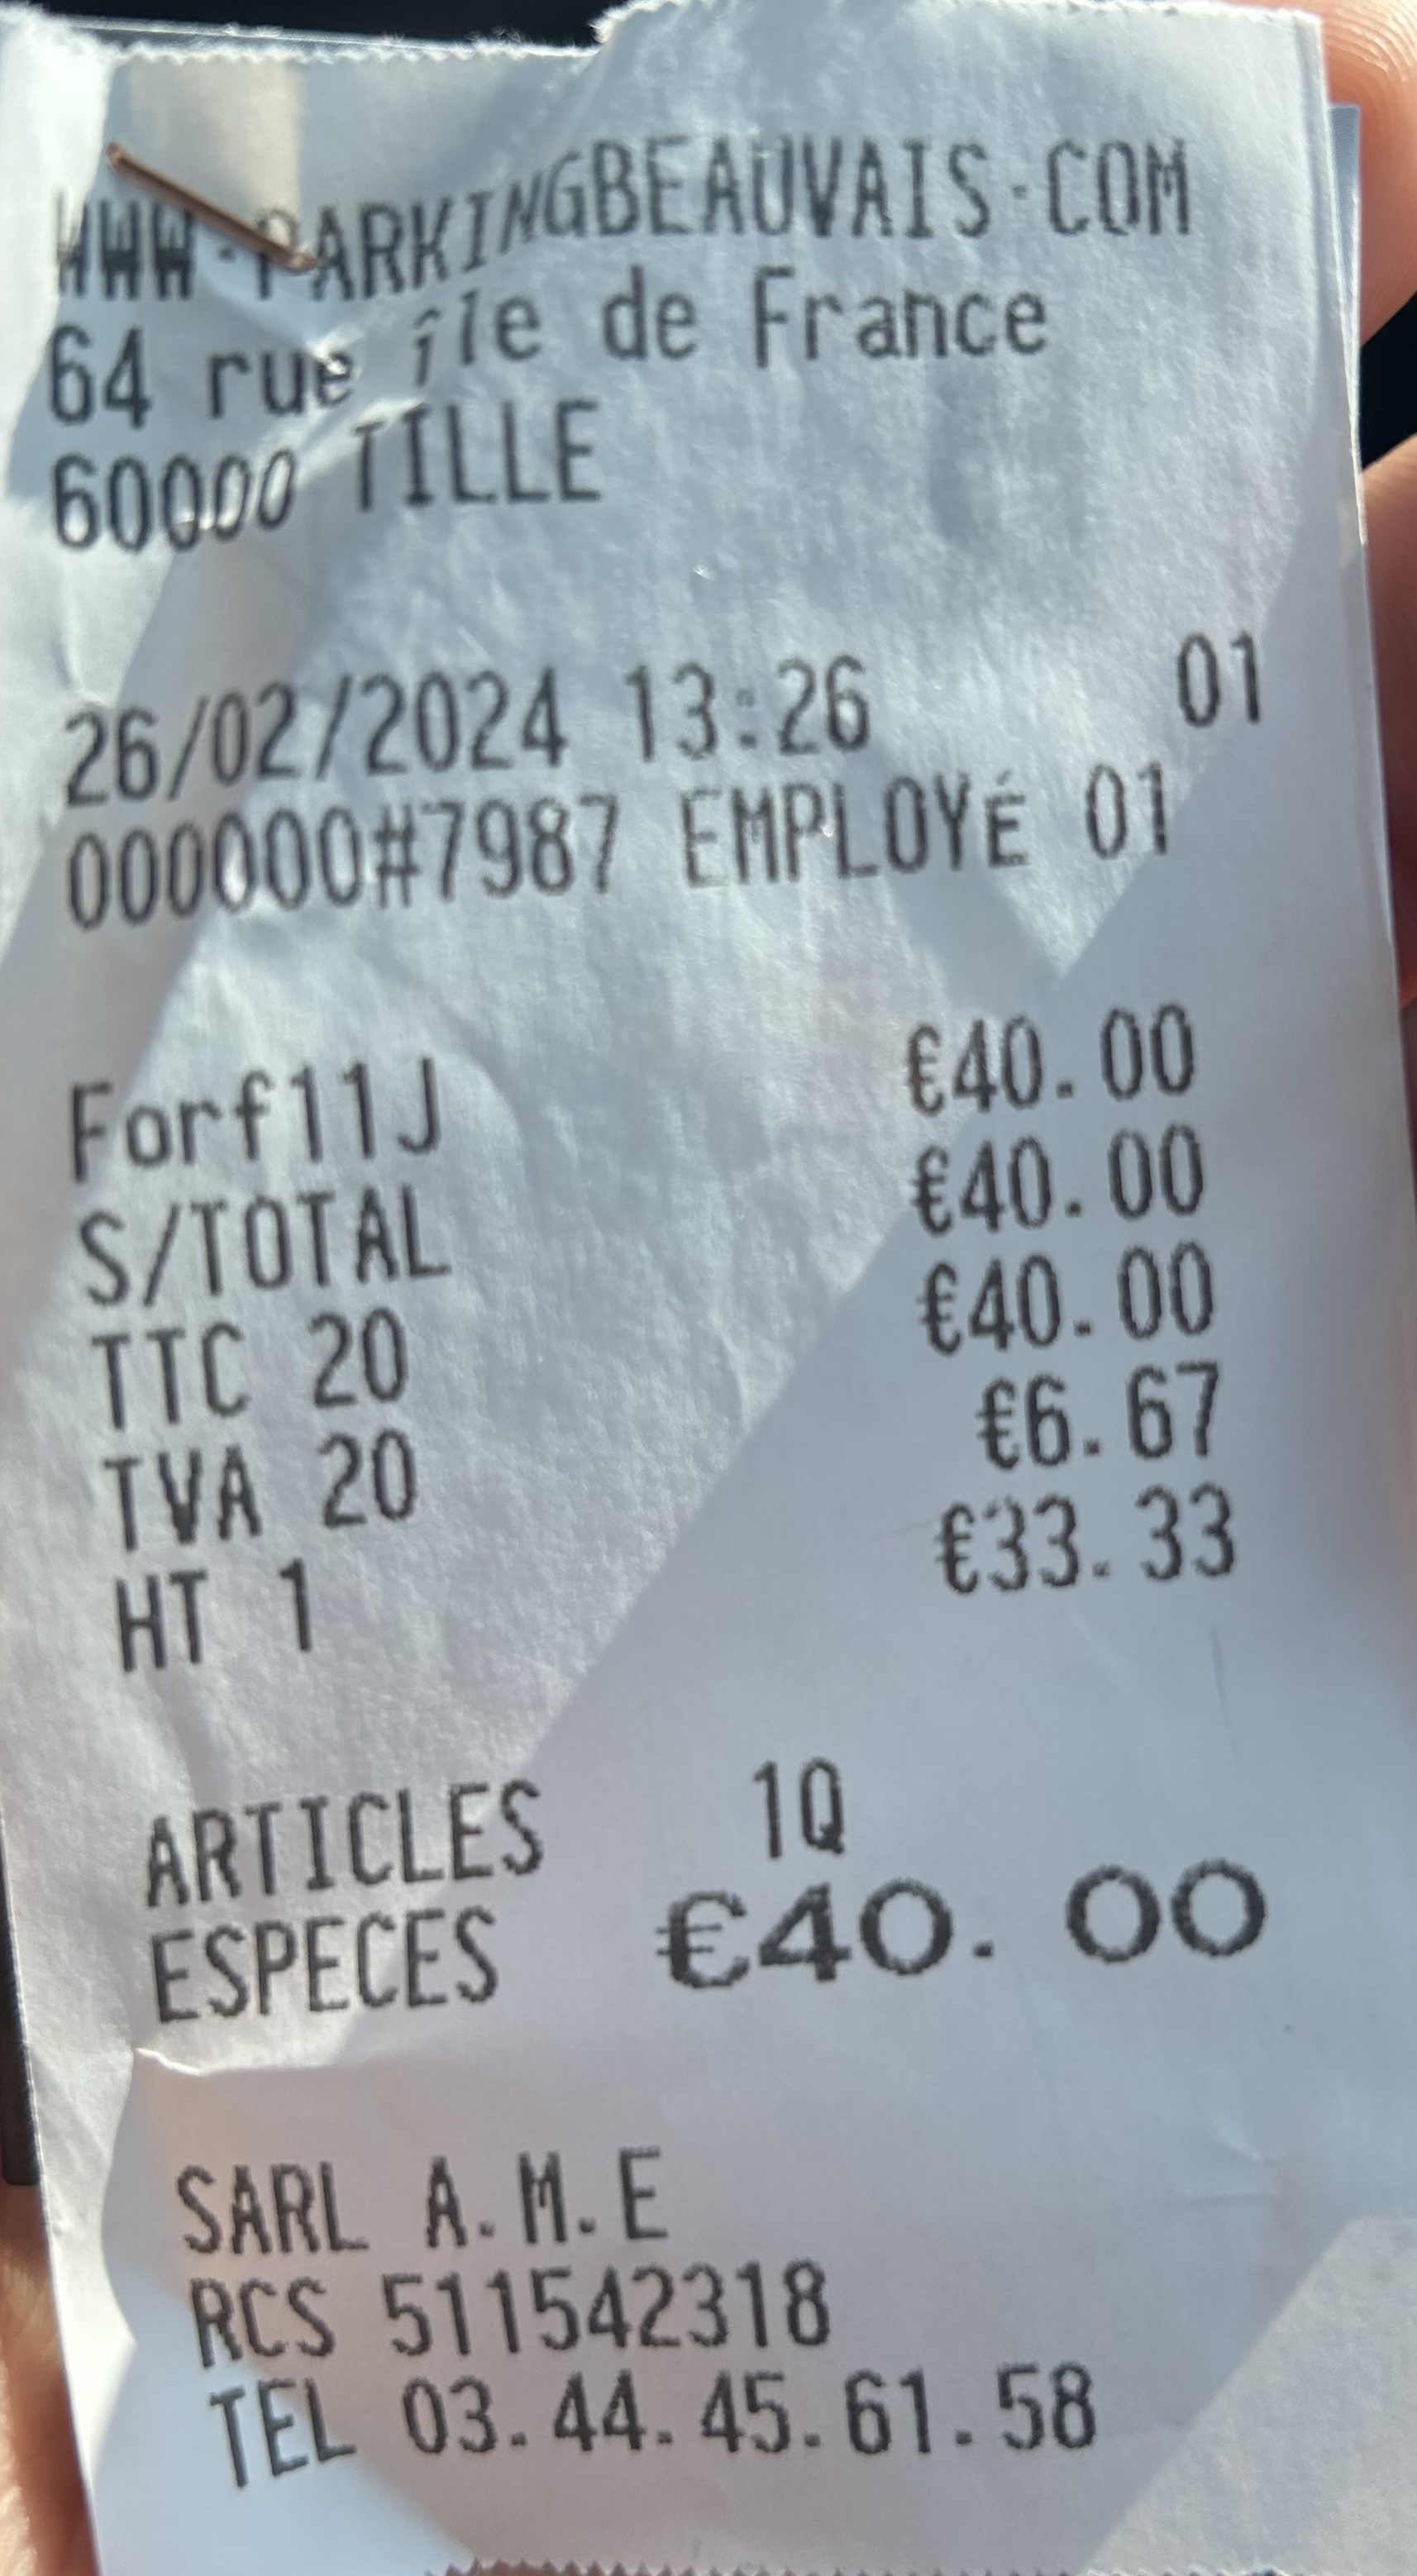 WWW.PARKINGBEAUVAIS.COM
64 rue île de France
60000 TILLE
26/02/2024 13:26 01
000000#7987 EMPLOYÉ 01
Forf11J €40.00
S/TOTAL €40.00
TTC 20 €40.00
TVA 20 €6.67
HT 1 €33.33
ARTICLES 1Q
ESPECES €40.00
SARL A.M.E
RCS 511542318
TEL 03.44.45.61.58